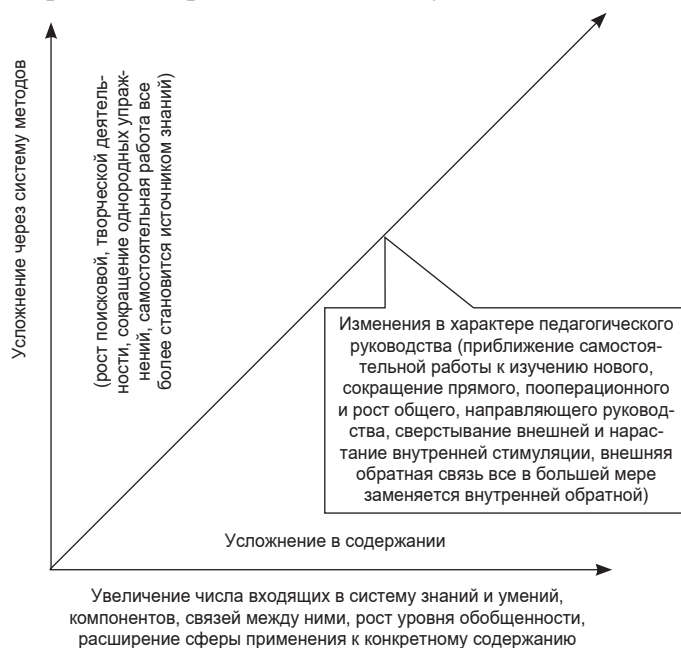 Усложнение через систему методов
(рост поисковой, творческой деятель-
ности, сокращение однородных упраж-
нений, самостоятельная работа все
более становится источником знаний)
Изменения в характере педагогического
руководства (приближение самостоя-
тельной работы к изучению нового,
сокращение прямого, пооперационного
и рост общего, направляющего руковод-
ства, сверстывание внешней и нарас-
тание внутренней стимуляции, внешняя
обратная связь все в большей мере
заменяется внутренней обратной)
Усложнение в содержании
Увеличение числа входящих в систему знаний и умений,
компонентов, связей между ними, рост уровня обобщенности,
расширение сферы применения к конкретному содержанию